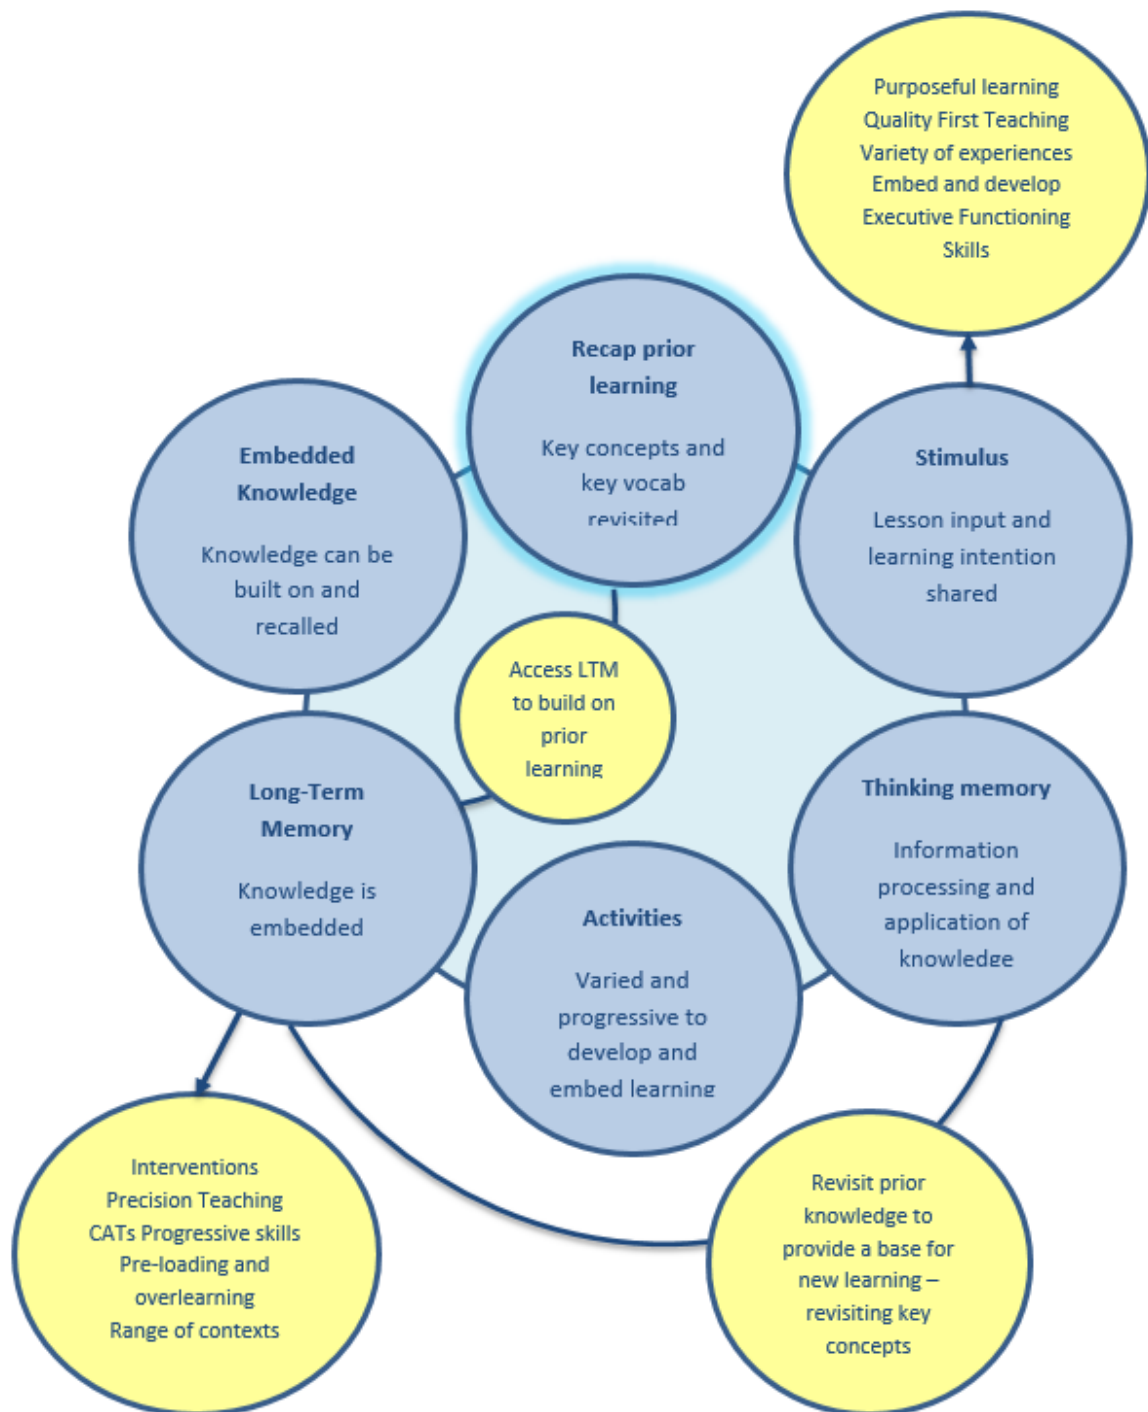 Purposeful learning
Quality First Teaching
Variety of experiences
Embed and develop
Executive Functioning
Skills
Recap prior
learning
Key concepts and
key vocab
revisited
Embedded
Knowledge
Knowledge can be
built on and
recalled
Stimulus
Lesson input and
learning intention
shared
Access LTM
to build on
prior
learning
Long-Term
Memory
Knowledge is
embedded
Thinking memory
Information
processing and
application of
knowledge
Activities
Varied and
progressive to
develop and
embed learning
Interventions
Precision Teaching
CATs Progressive skills
Pre-loading and
overlearning
Range of contexts
Revisit prior
knowledge to
provide a base for
new learning –
revisiting key
concepts